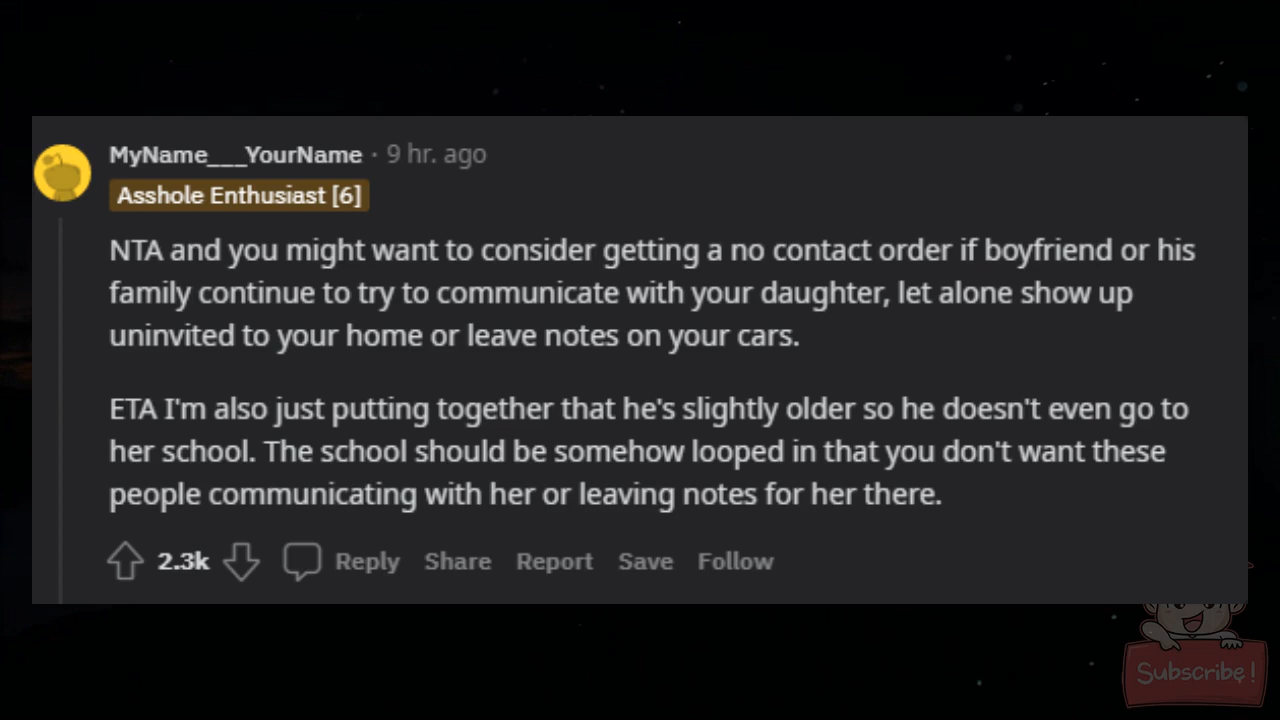 MyName___YourName · 9 hr. ago
Asshole Enthusiast [6]
NTA and you might want to consider getting a no contact order if boyfriend or his
family continue to try to communicate with your daughter, let alone show up
uninvited to your home or leave notes on your cars.
ETA I'm also just putting together that he's slightly older so he doesn't even go to
her school. The school should be somehow looped in that you don't want these
people communicating with her or leaving notes for her there.
2.3k Reply Share Report Save Follow
Subscribe!